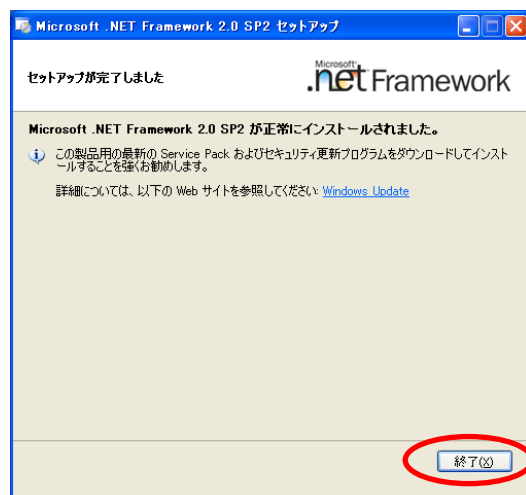 Microsoft .NET Framework 2.0 SP2 セットアップ
セットアップが完了しました
Microsoft
.net Framework
Microsoft .NET Framework 2.0 SP2 が正常にインストールされました。
この製品用の最新の Service Pack およびセキュリティ更新プログラムをダウンロードしてインスト
ールすることを強くお勧めします。
詳細については、以下の Web サイトを参照してください: Windows Update
終了(X)